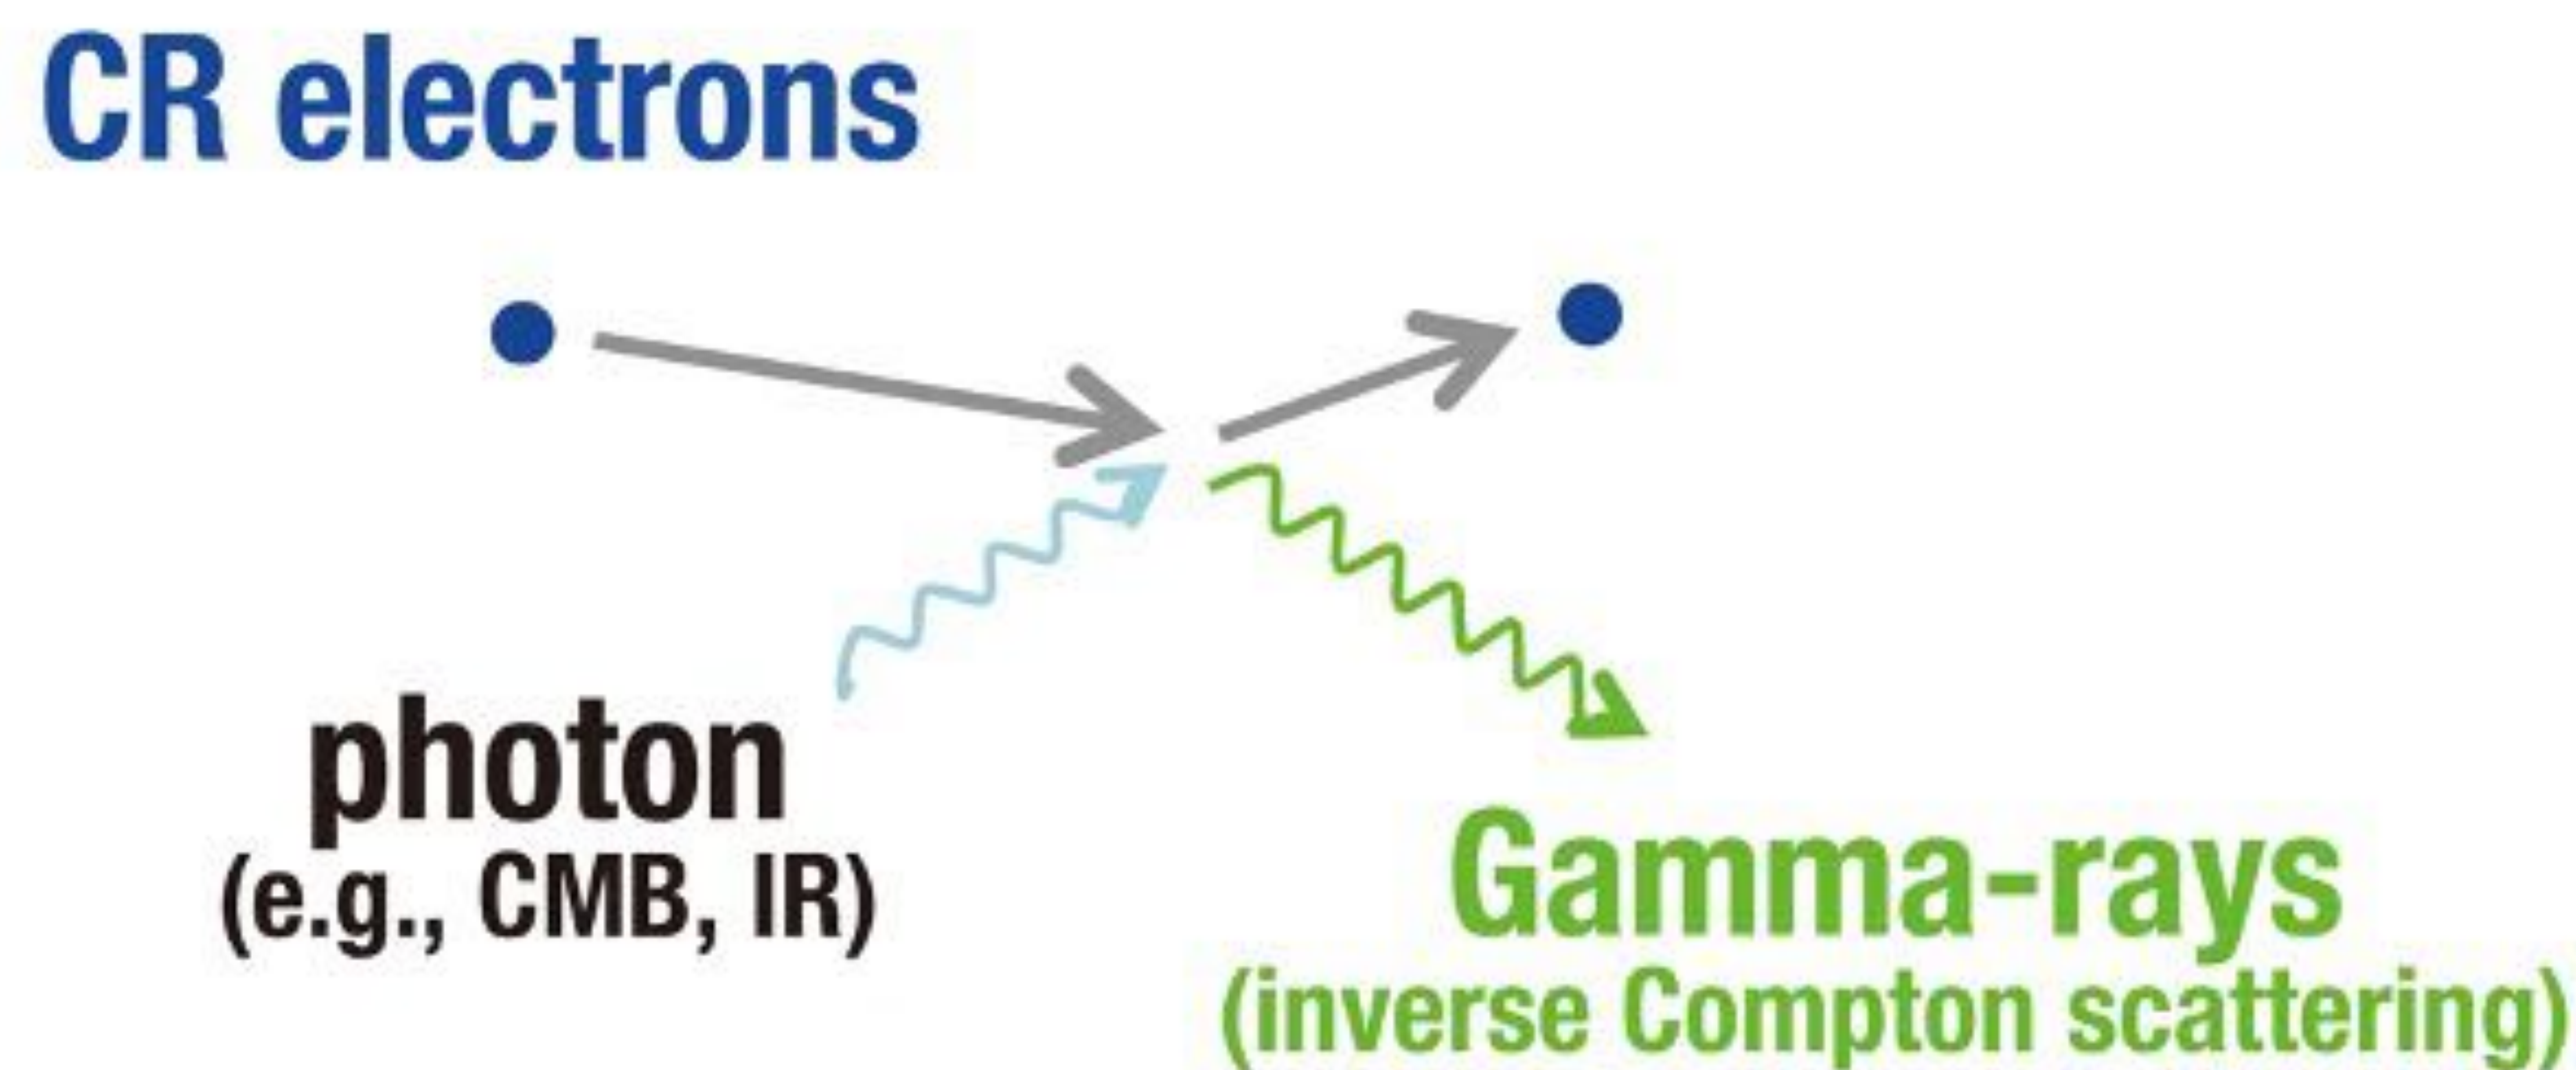 CR electrons
photon
(e.g., CMB, IR)
Gamma-rays
(inverse Compton scattering)